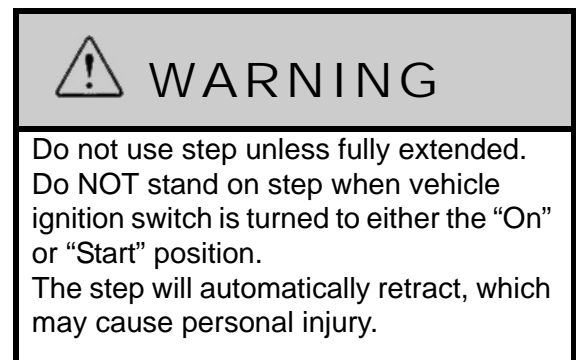 WARNING
Do not use step unless fully extended.
Do NOT stand on step when vehicle
ignition switch is turned to either the “On”
or “Start” position.
The step will automatically retract, which
may cause personal injury.